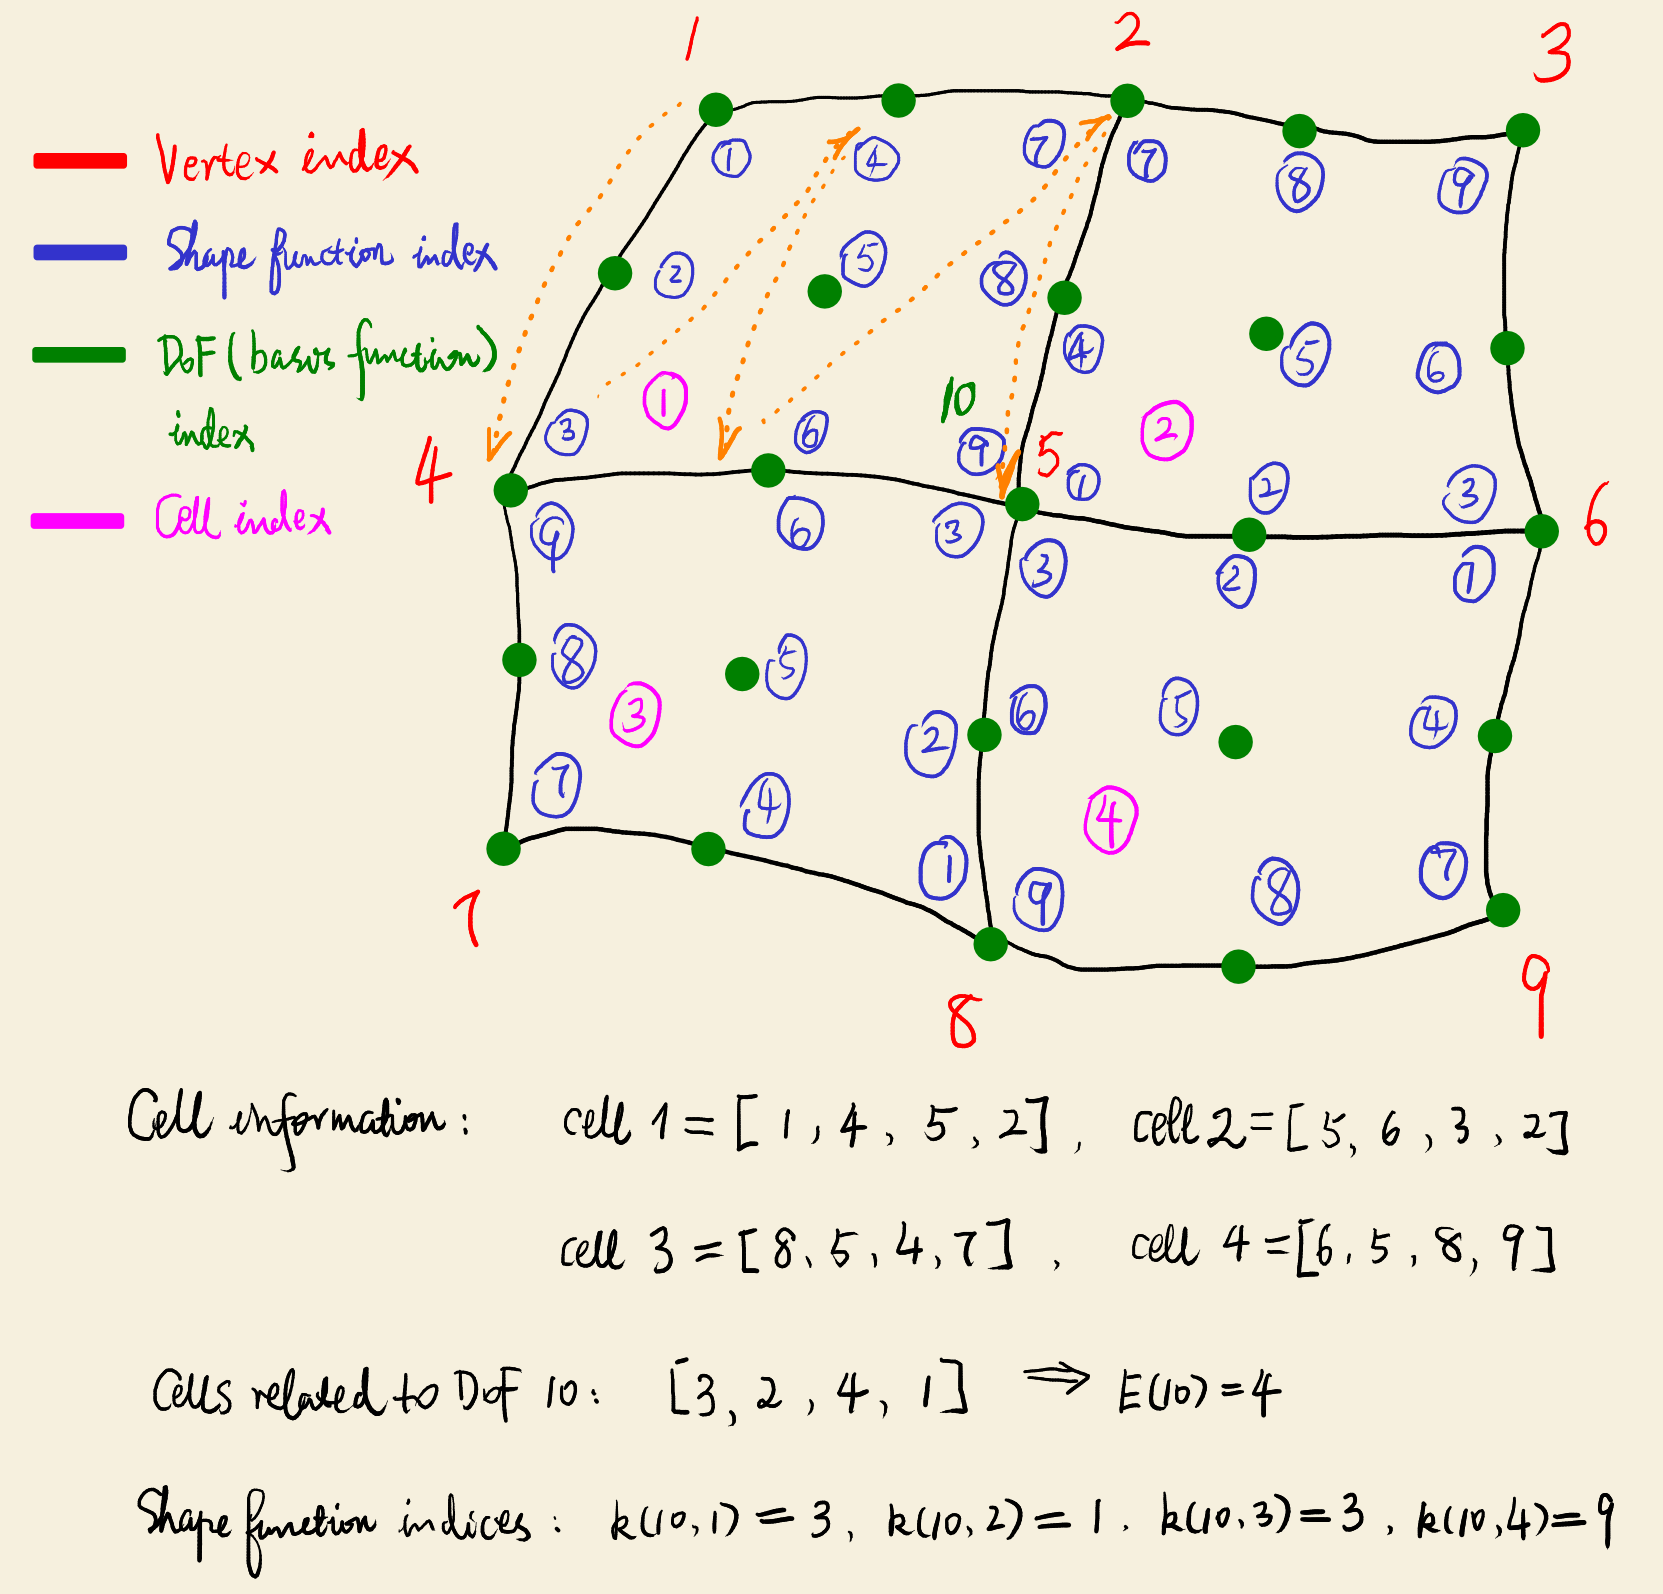 1 2 3
Vertex index
① ④ ⑦ ⑦ ⑧ ⑨
Shape function index
② ⑤ ⑧
DoF (basis function)
index
④ ⑤ ⑥
① 10 ②
③ ⑥ ⑨ 5 ① ② ③
4 6
Cell index
⑨ ⑥ ③ ③ ② ①
⑧ ⑤
③ ② ⑥ ⑤ ④
⑦ ④ ④
① ⑨ ⑧ ⑦
7 8 9
Cell information: cell 1 = [1, 4, 5, 2], cell 2 = [5, 6, 3, 2]
cell 3 = [8, 5, 4, 7], cell 4 = [6, 5, 8, 9]
Cells related to DoF 10: [3, 2, 4, 1] ⇒ E(10) = 4
Shape function indices: k(10,1) = 3, k(10,2) = 1, k(10,3) = 3, k(10,4) = 9